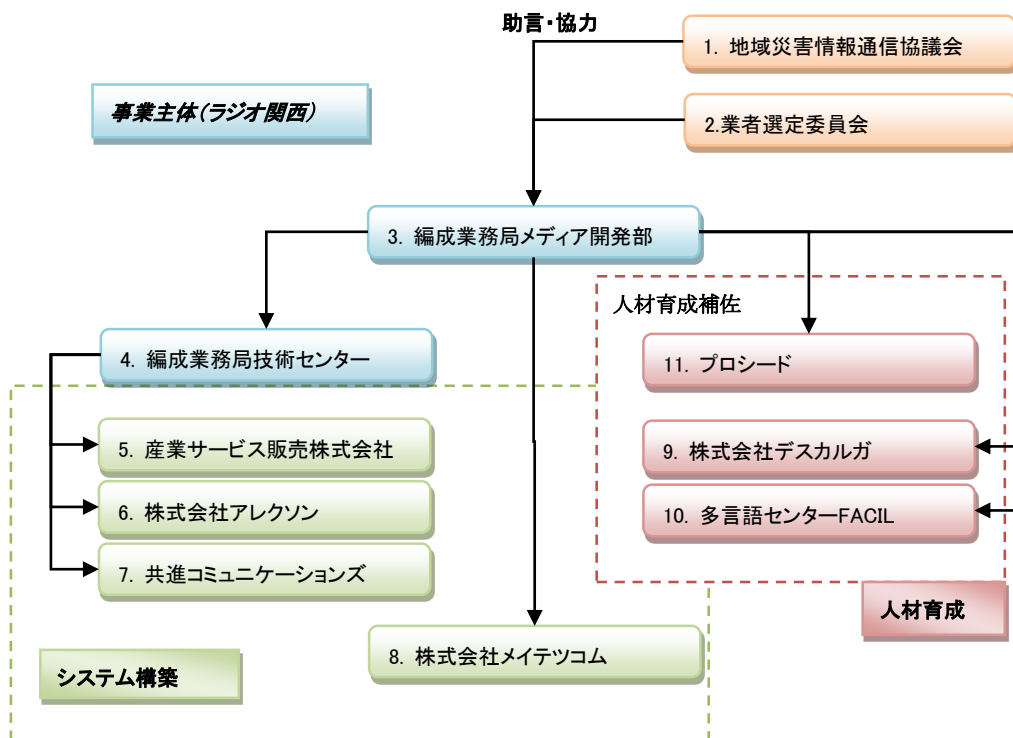 助言・協力
1. 地域災害情報通信協議会
事業主体（ラジオ関西）
2.業者選定委員会
3. 編成業務局メディア開発部
人材育成補佐
4. 編成業務局技術センター
11. プロシード
5. 産業サービス販売株式会社
9. 株式会社デスカルガ
6. 株式会社アレクソン
10. 多言語センターFACIL
7. 共進コミュニケーションズ
人材育成
8. 株式会社メイテツコム
システム構築